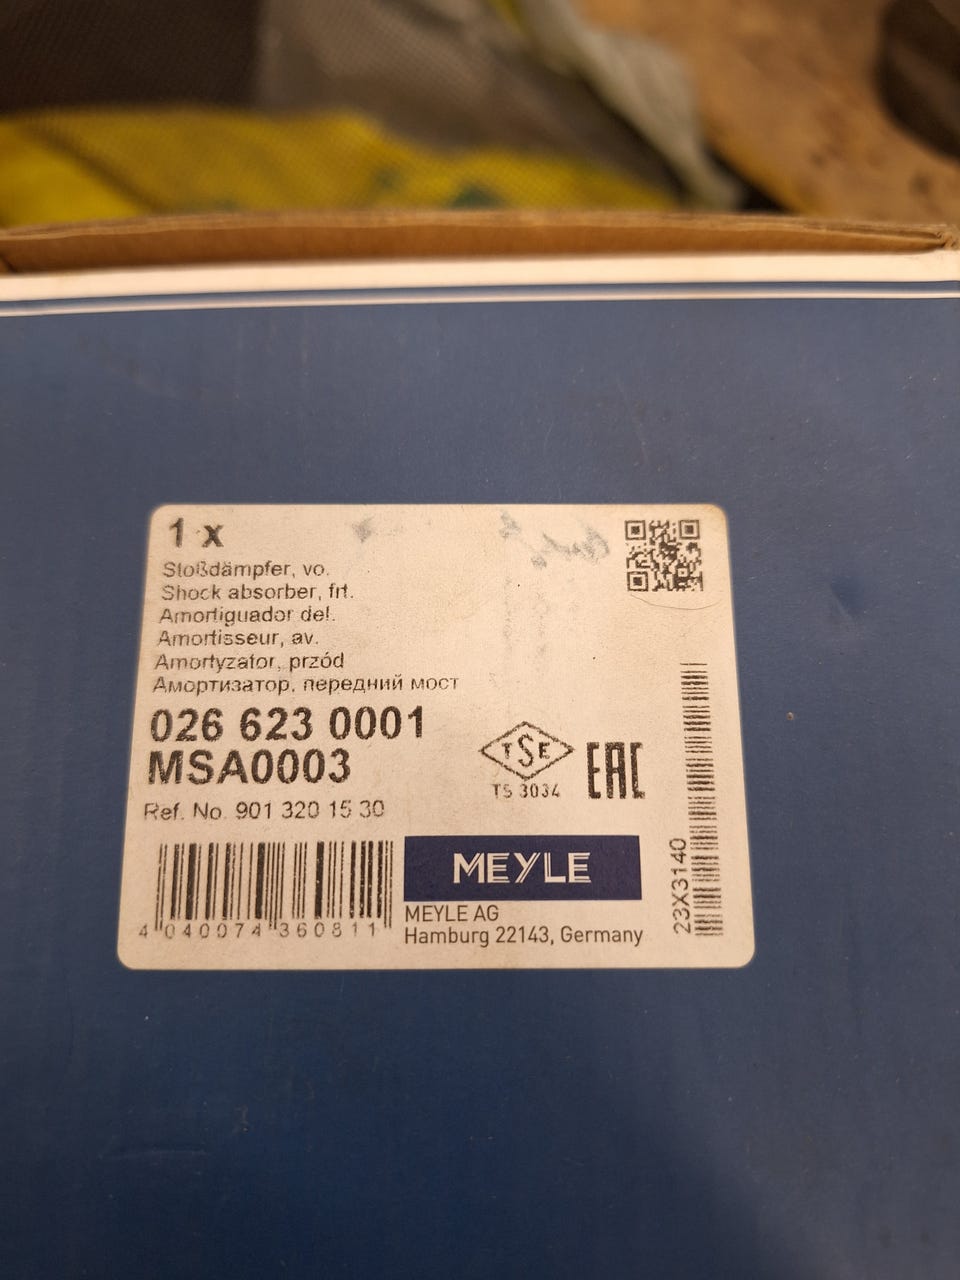 1 x
Stoßdämpfer, vo.
Shock absorber, frt.
Amortiguador del.
Amortisseur, av.
Amortyzator, przód
Амортизатор, передний мост
026 623 0001
MSA0003
Ref. No. 901 320 15 30
TSE
TS 3034
EAC
4 040074 360811
MEYLE
MEYLE AG
Hamburg 22143, Germany
23X3140